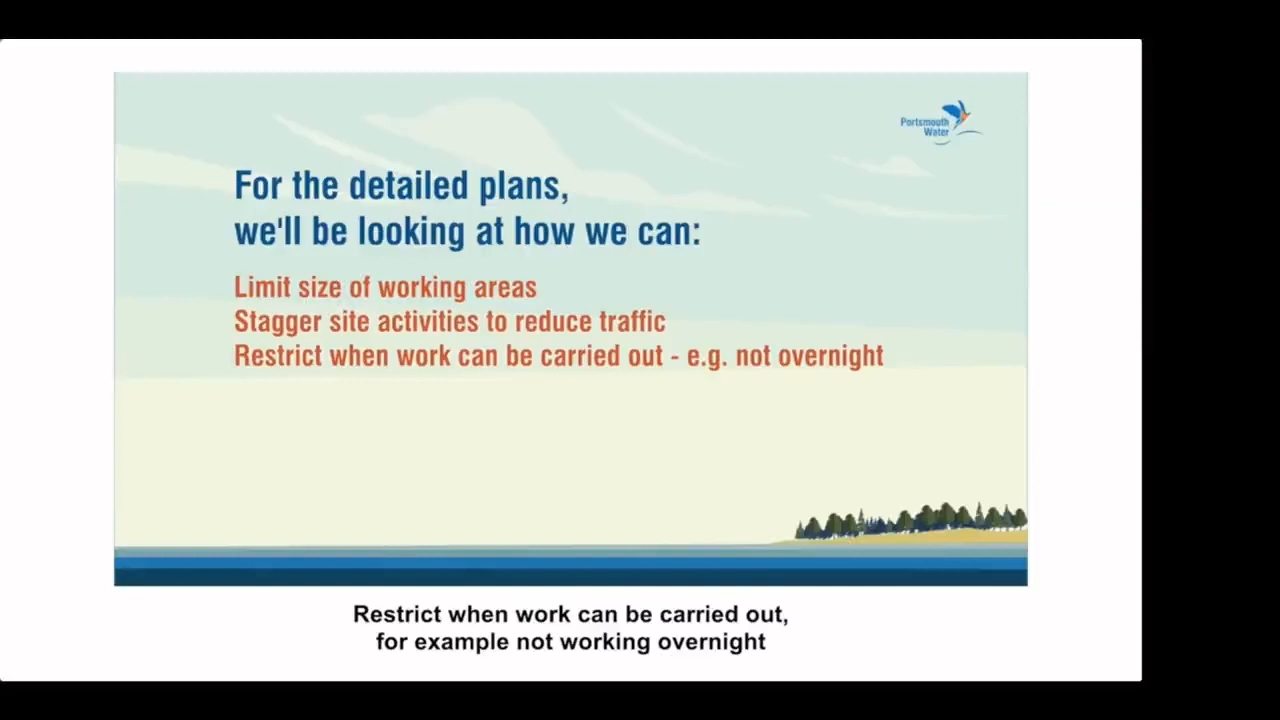 Portsmouth
Water
For the detailed plans,
we'll be looking at how we can:
Limit size of working areas
Stagger site activities to reduce traffic
Restrict when work can be carried out - e.g. not overnight
Restrict when work can be carried out,
for example not working overnight